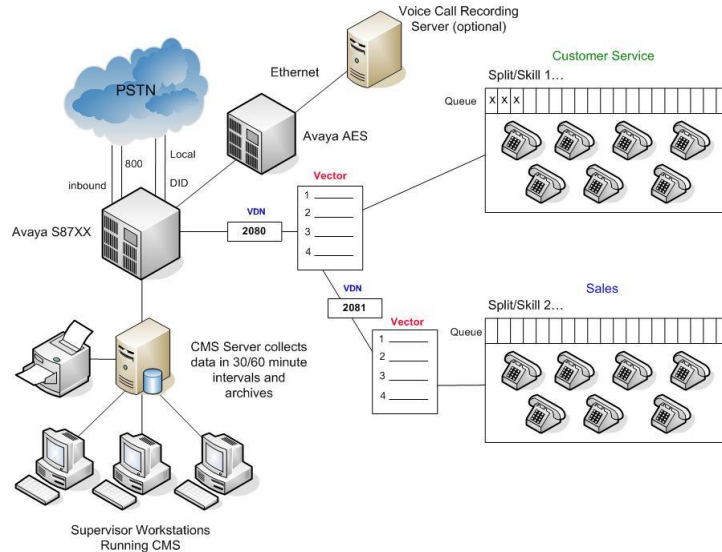 Voice Call Recording
Server (optional)
PSTN
Ethernet
Customer Service
Split/Skill 1...
Queue
X X X
Avaya AES
800
Local
inbound
DID
Vector
1
2
3
4
VDN
2080
Avaya S87XX
VDN
2081
Sales
Split/Skill 2...
Queue
Vector
1
2
3
4
CMS Server collects
data in 30/60 minute
intervals and
archives
Supervisor Workstations
Running CMS